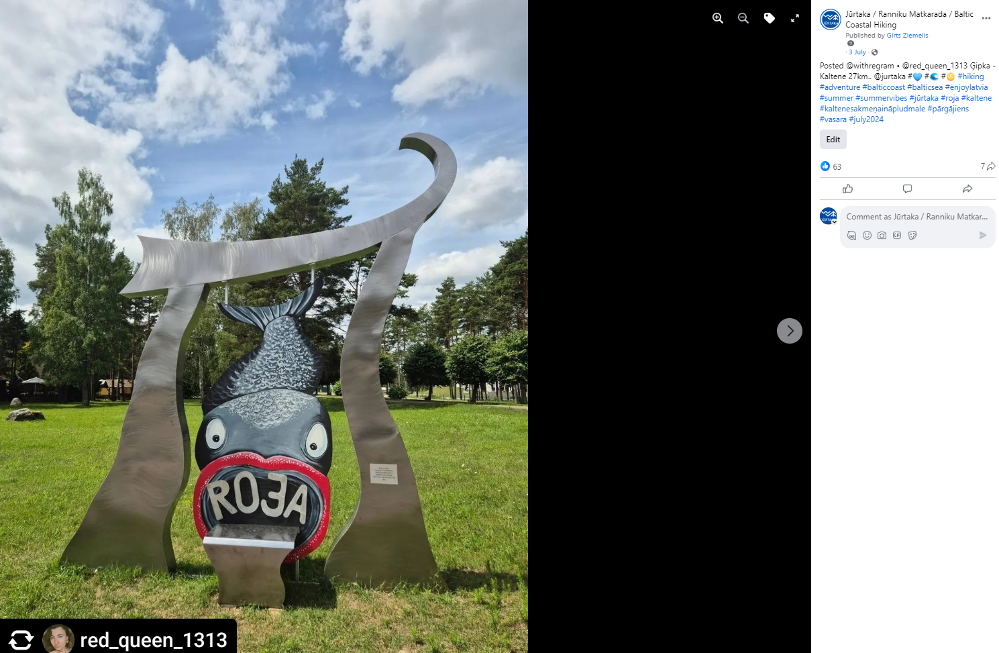 ROJA
red_queen_1313
Jūrtaka / Ranniku Matkarada / Baltic
Coastal Hiking
Published by Girts Ziemelis
· 3 July ·
Posted @withregram • @red_queen_1313 Ģipka -
Kaltene 27km.. @jurtaka #🩵 #🌊 #🌝 #hiking
#adventure #balticcoast #balticsea #enjoylatvia
#summer #summervibes #jūrtaka #roja #kaltene
#kaltenesakmeņaināpludmale #pārgājiens
#vasara #july2024
Edit
63
7
Comment as Jūrtaka / Ranniku Matkar...
GIF